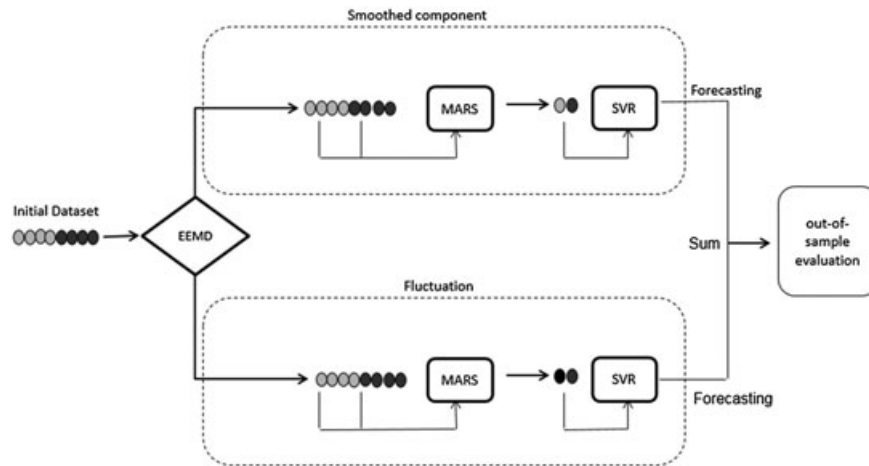 Smoothed component
MARS
SVR
Forecasting
Initial Dataset
EEMD
Sum
out-of-
sample
evaluation
Fluctuation
MARS
SVR
Forecasting